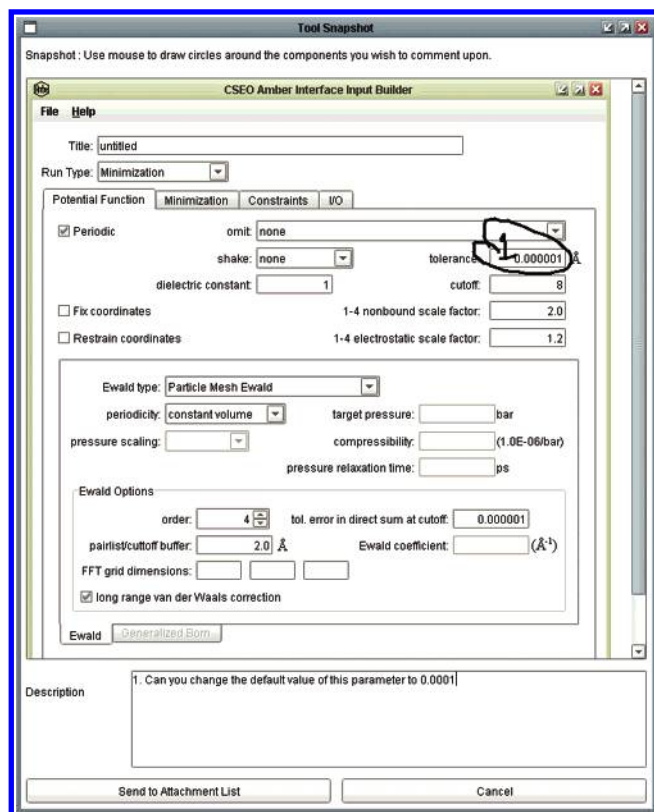 Tool Snapshot
Snapshot : Use mouse to draw circles around the components you wish to comment upon.
CSEO Amber Interface Input Builder
File Help
Title: untitled
Run Type: Minimization
Potential Function Minimization Constraints I/O
Periodic omit: none
1
shake: none tolerance: 0.000001 Å
dielectric constant: 1 cutoff: 8
Fix coordinates 1-4 nonbound scale factor: 2.0
Restrain coordinates 1-4 electrostatic scale factor: 1.2
Ewald type: Particle Mesh Ewald
periodicity: constant volume target pressure: bar
pressure scaling: compressibility: (1.0E-06/bar)
pressure relaxation time: ps
Ewald Options
order: 4 tol. error in direct sum at cutoff: 0.000001
pairlist/cuttoff buffer: 2.0 Å Ewald coefficient: (Å⁻¹)
FFT grid dimensions:
long range van der Waals correction
Ewald Generalized Born
Description
1. Can you change the default value of this parameter to 0.0001
Send to Attachment List Cancel